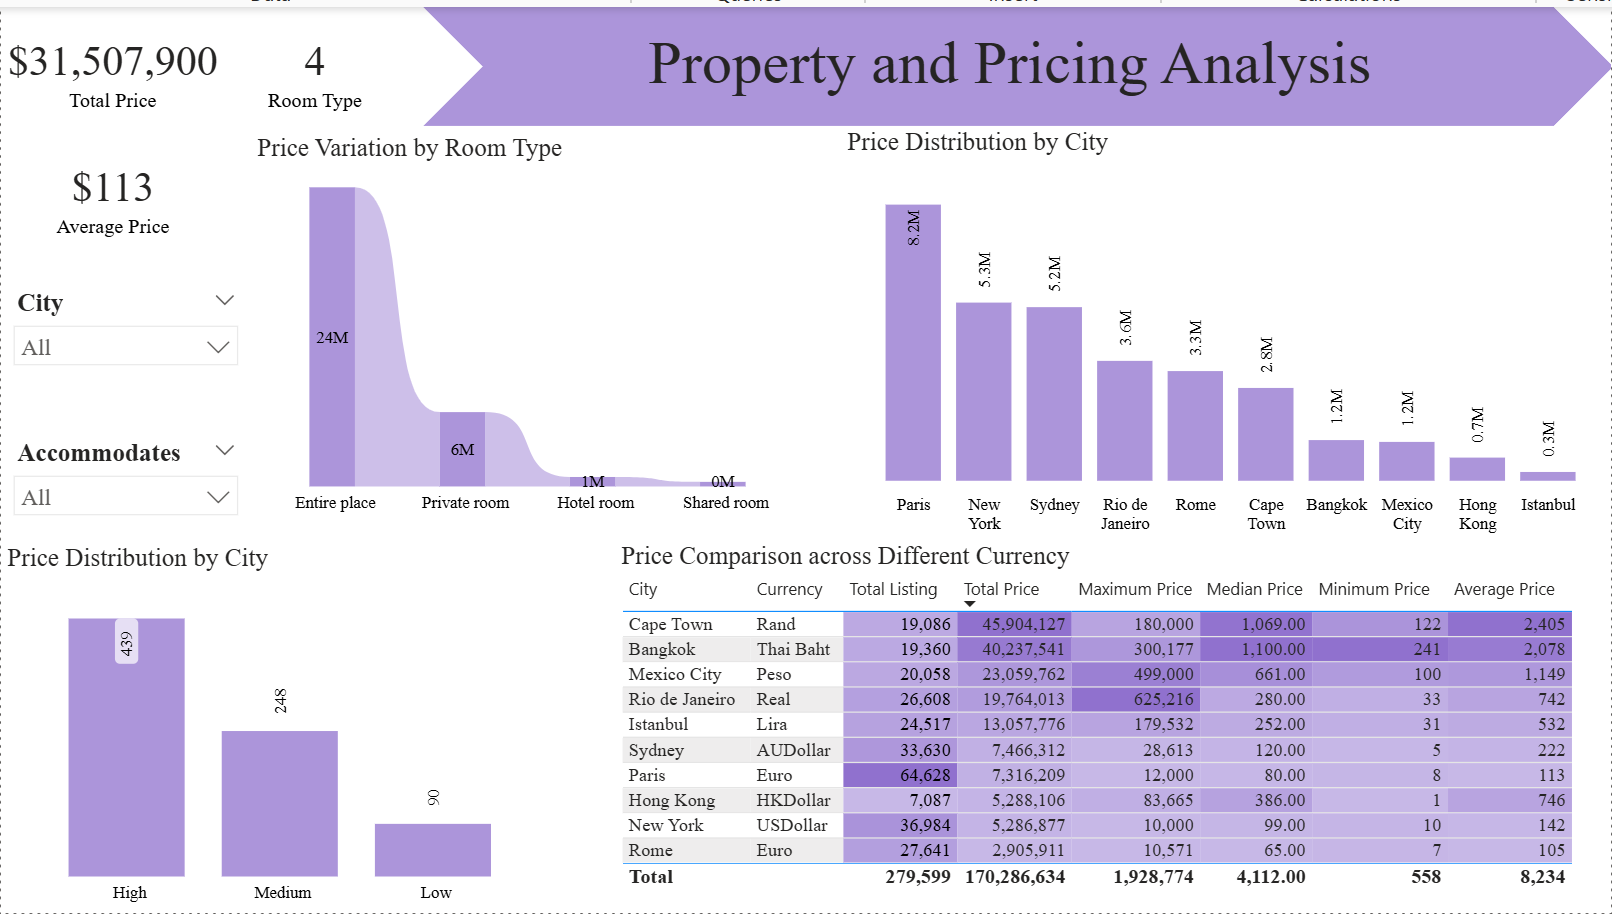 $31,507,900
Total Price
4
Room Type
Property and Pricing Analysis
$113
Average Price
City
All
Accommodates
All
Price Variation by Room Type
24M
6M
1M
0M
Entire place
Private room
Hotel room
Shared room
Price Distribution by City
8.2M
5.3M
5.2M
3.6M
3.3M
2.8M
1.2M
1.2M
0.7M
0.3M
Paris
New York
Sydney
Rio de Janeiro
Rome
Cape Town
Bangkok
Mexico City
Hong Kong
Istanbul
Price Distribution by City
439
248
90
High
Medium
Low
Price Comparison across Different Currency
City Currency Total Listing Total Price Maximum Price Median Price Minimum Price Average Price
Cape Town Rand 19,086 45,904,127 180,000 1,069.00 122 2,405
Bangkok Thai Baht 19,360 40,237,541 300,177 1,100.00 241 2,078
Mexico City Peso 20,058 23,059,762 499,000 661.00 100 1,149
Rio de Janeiro Real 26,608 19,764,013 625,216 280.00 33 742
Istanbul Lira 24,517 13,057,776 179,532 252.00 31 532
Sydney AUDollar 33,630 7,466,312 28,613 120.00 5 222
Paris Euro 64,628 7,316,209 12,000 80.00 8 113
Hong Kong HKDollar 7,087 5,288,106 83,665 386.00 1 746
New York USDollar 36,984 5,286,877 10,000 99.00 10 142
Rome Euro 27,641 2,905,911 10,571 65.00 7 105
Total 279,599 170,286,634 1,928,774 4,112.00 558 8,234